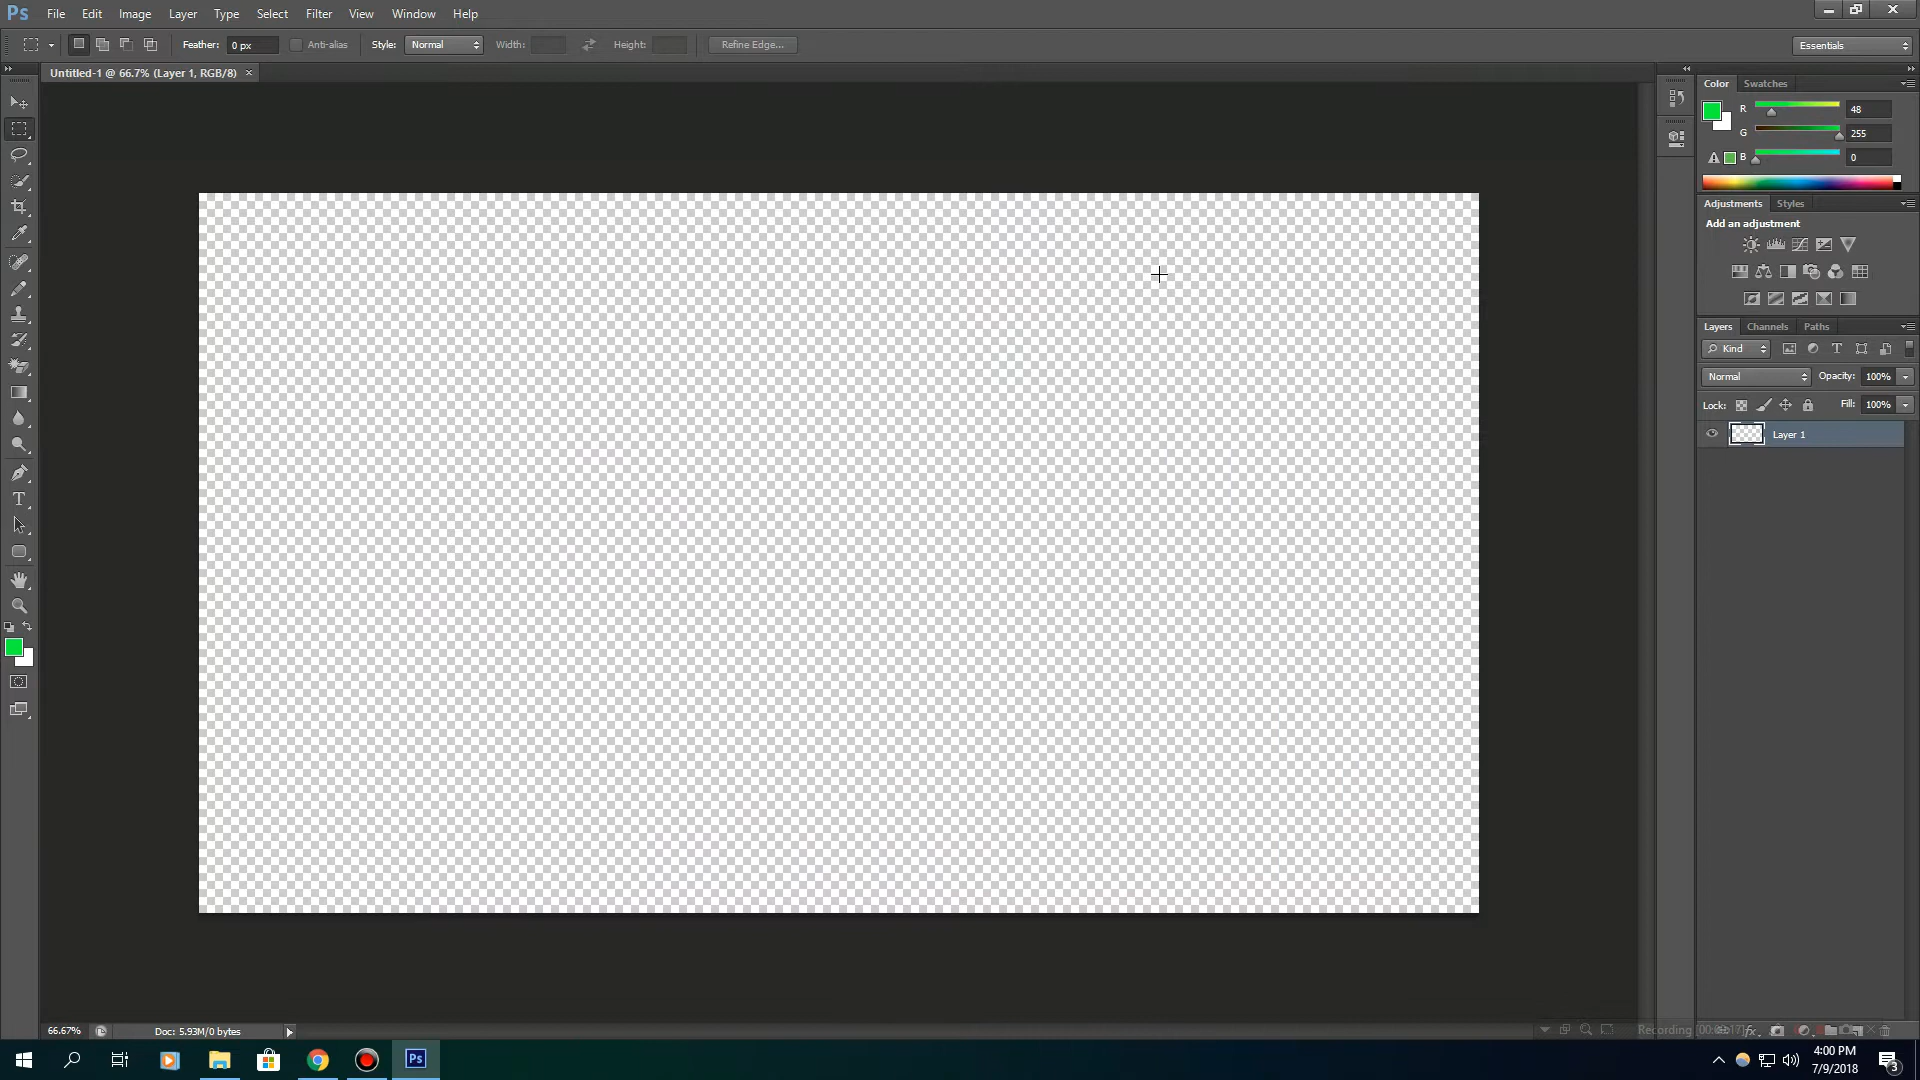 Ps File Edit Image Layer Type Select Filter View Window Help
Feather: 0 px Anti-alias Style: Normal Width: Height: Refine Edge... Essentials
Untitled-1 @ 66.7% (Layer 1, RGB/8) ×
Color Swatches
R 48
G 255
B 0
Adjustments Styles
Add an adjustment
Layers Channels Paths
Kind
Normal Opacity: 100%
Lock: Fill: 100%
Layer 1
66.67% Doc: 5.93M/0 bytes
Ps
4:00 PM
7/9/2018
3